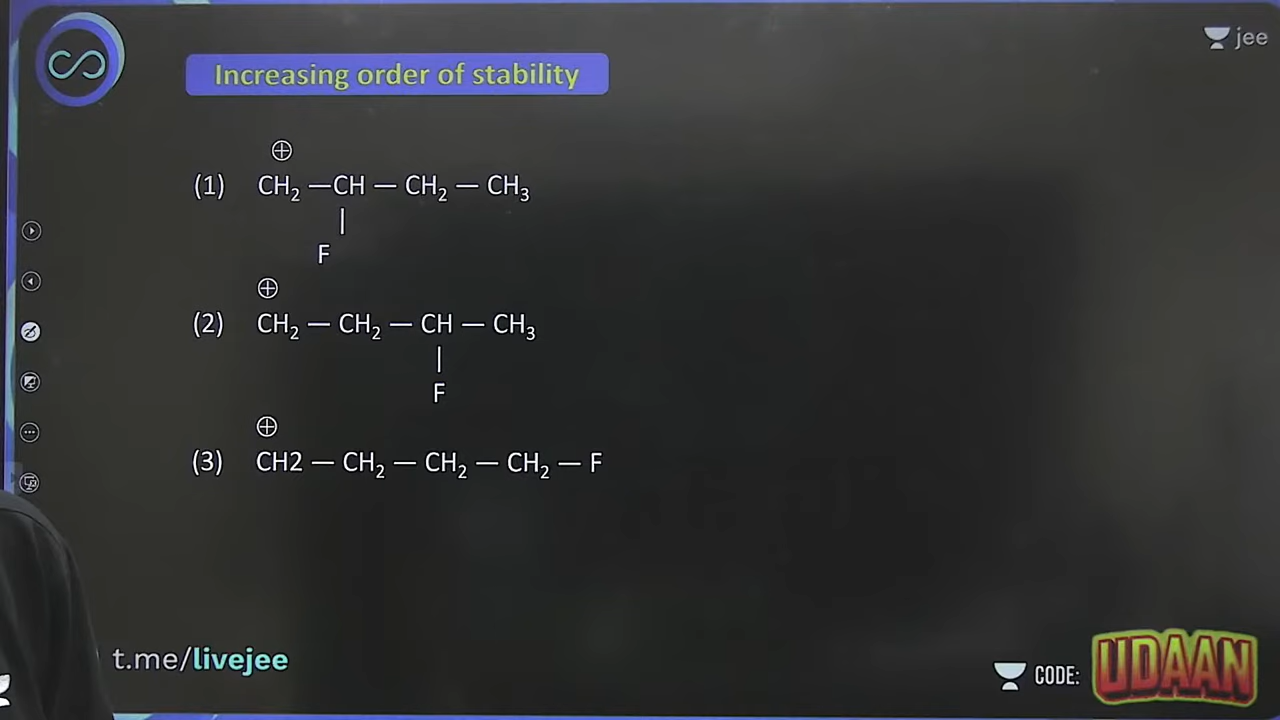 jee
Increasing order of stability
⊕
(1) CH₂ — CH — CH₂ — CH₃
|
F
⊕
(2) CH₂ — CH₂ — CH — CH₃
|
F
⊕
(3) CH2 — CH₂ — CH₂ — CH₂ — F
t.me/livejee
CODE: UDAAN